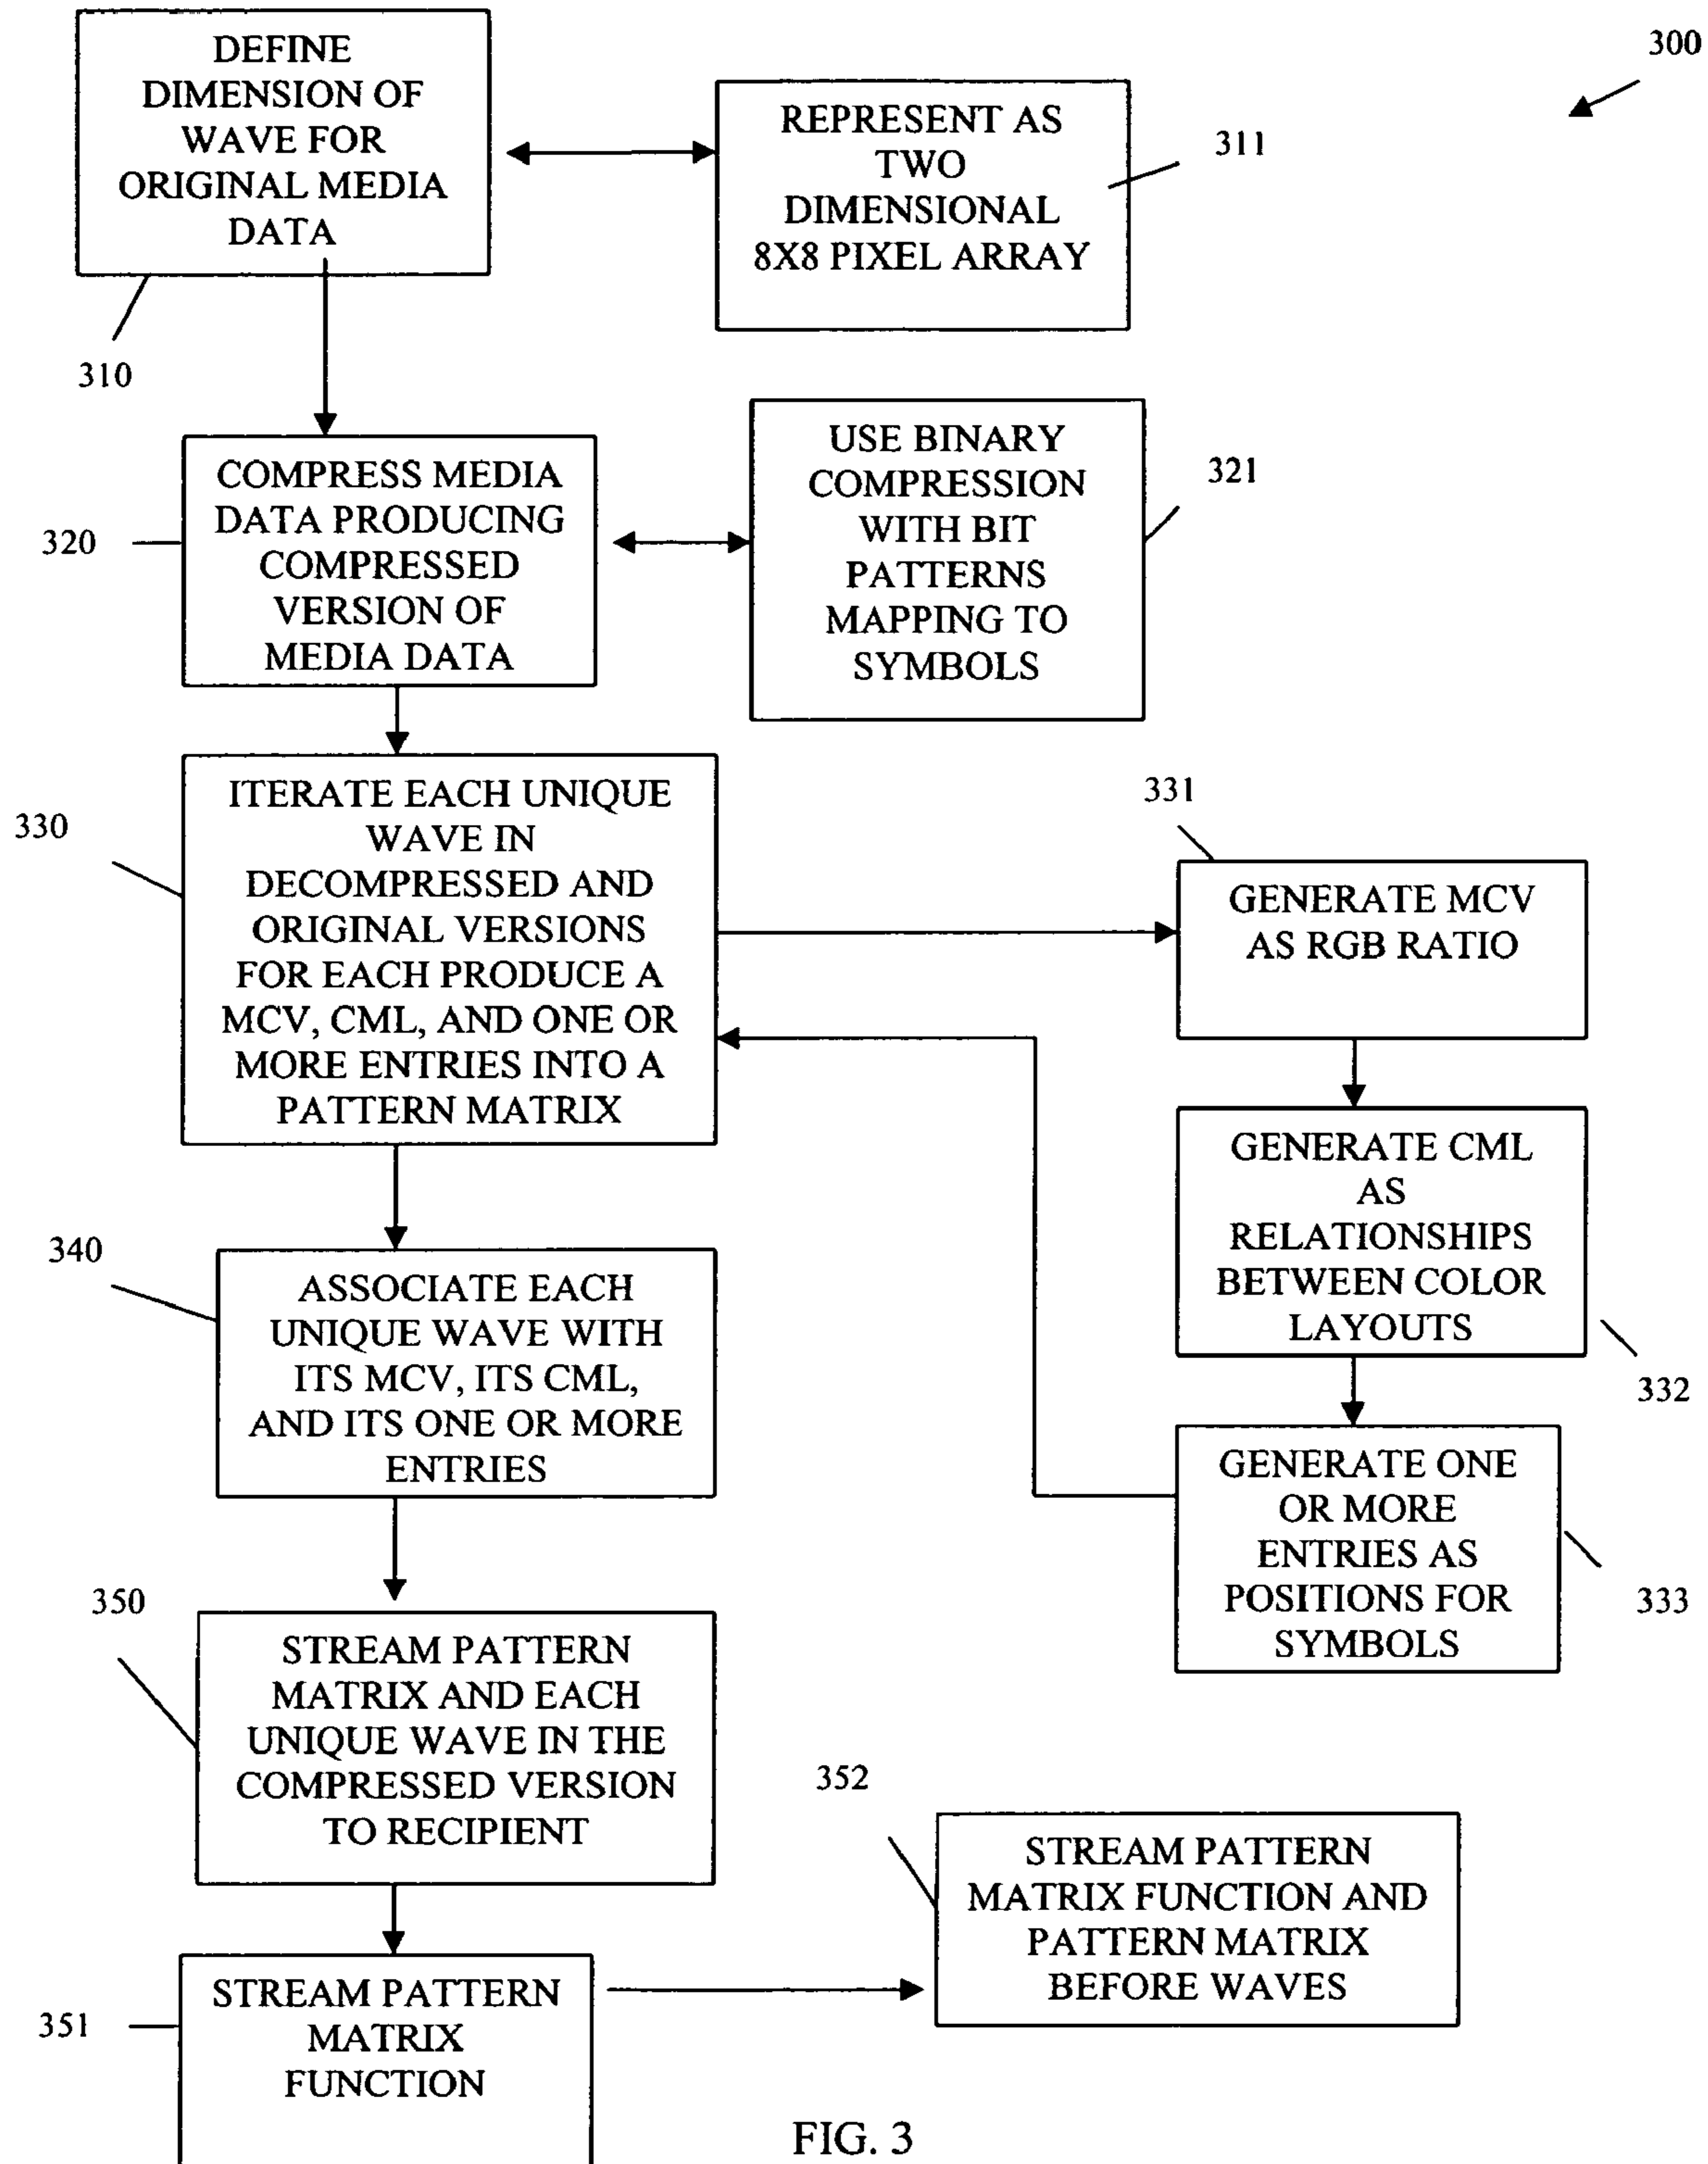 300
DEFINE
DIMENSION OF
WAVE FOR
ORIGINAL MEDIA
DATA
310
REPRESENT AS
TWO
DIMENSIONAL
8X8 PIXEL ARRAY
311
COMPRESS MEDIA
DATA PRODUCING
COMPRESSED
VERSION OF
MEDIA DATA
320
USE BINARY
COMPRESSION
WITH BIT
PATTERNS
MAPPING TO
SYMBOLS
321
ITERATE EACH UNIQUE
WAVE IN
DECOMPRESSED AND
ORIGINAL VERSIONS
FOR EACH PRODUCE A
MCV, CML, AND ONE OR
MORE ENTRIES INTO A
PATTERN MATRIX
330
331
GENERATE MCV
AS RGB RATIO
GENERATE CML
AS
RELATIONSHIPS
BETWEEN COLOR
LAYOUTS
332
GENERATE ONE
OR MORE
ENTRIES AS
POSITIONS FOR
SYMBOLS
333
340
ASSOCIATE EACH
UNIQUE WAVE WITH
ITS MCV, ITS CML,
AND ITS ONE OR MORE
ENTRIES
350
STREAM PATTERN
MATRIX AND EACH
UNIQUE WAVE IN THE
COMPRESSED VERSION
TO RECIPIENT
351
STREAM PATTERN
MATRIX
FUNCTION
352
STREAM PATTERN
MATRIX FUNCTION AND
PATTERN MATRIX
BEFORE WAVES
FIG. 3